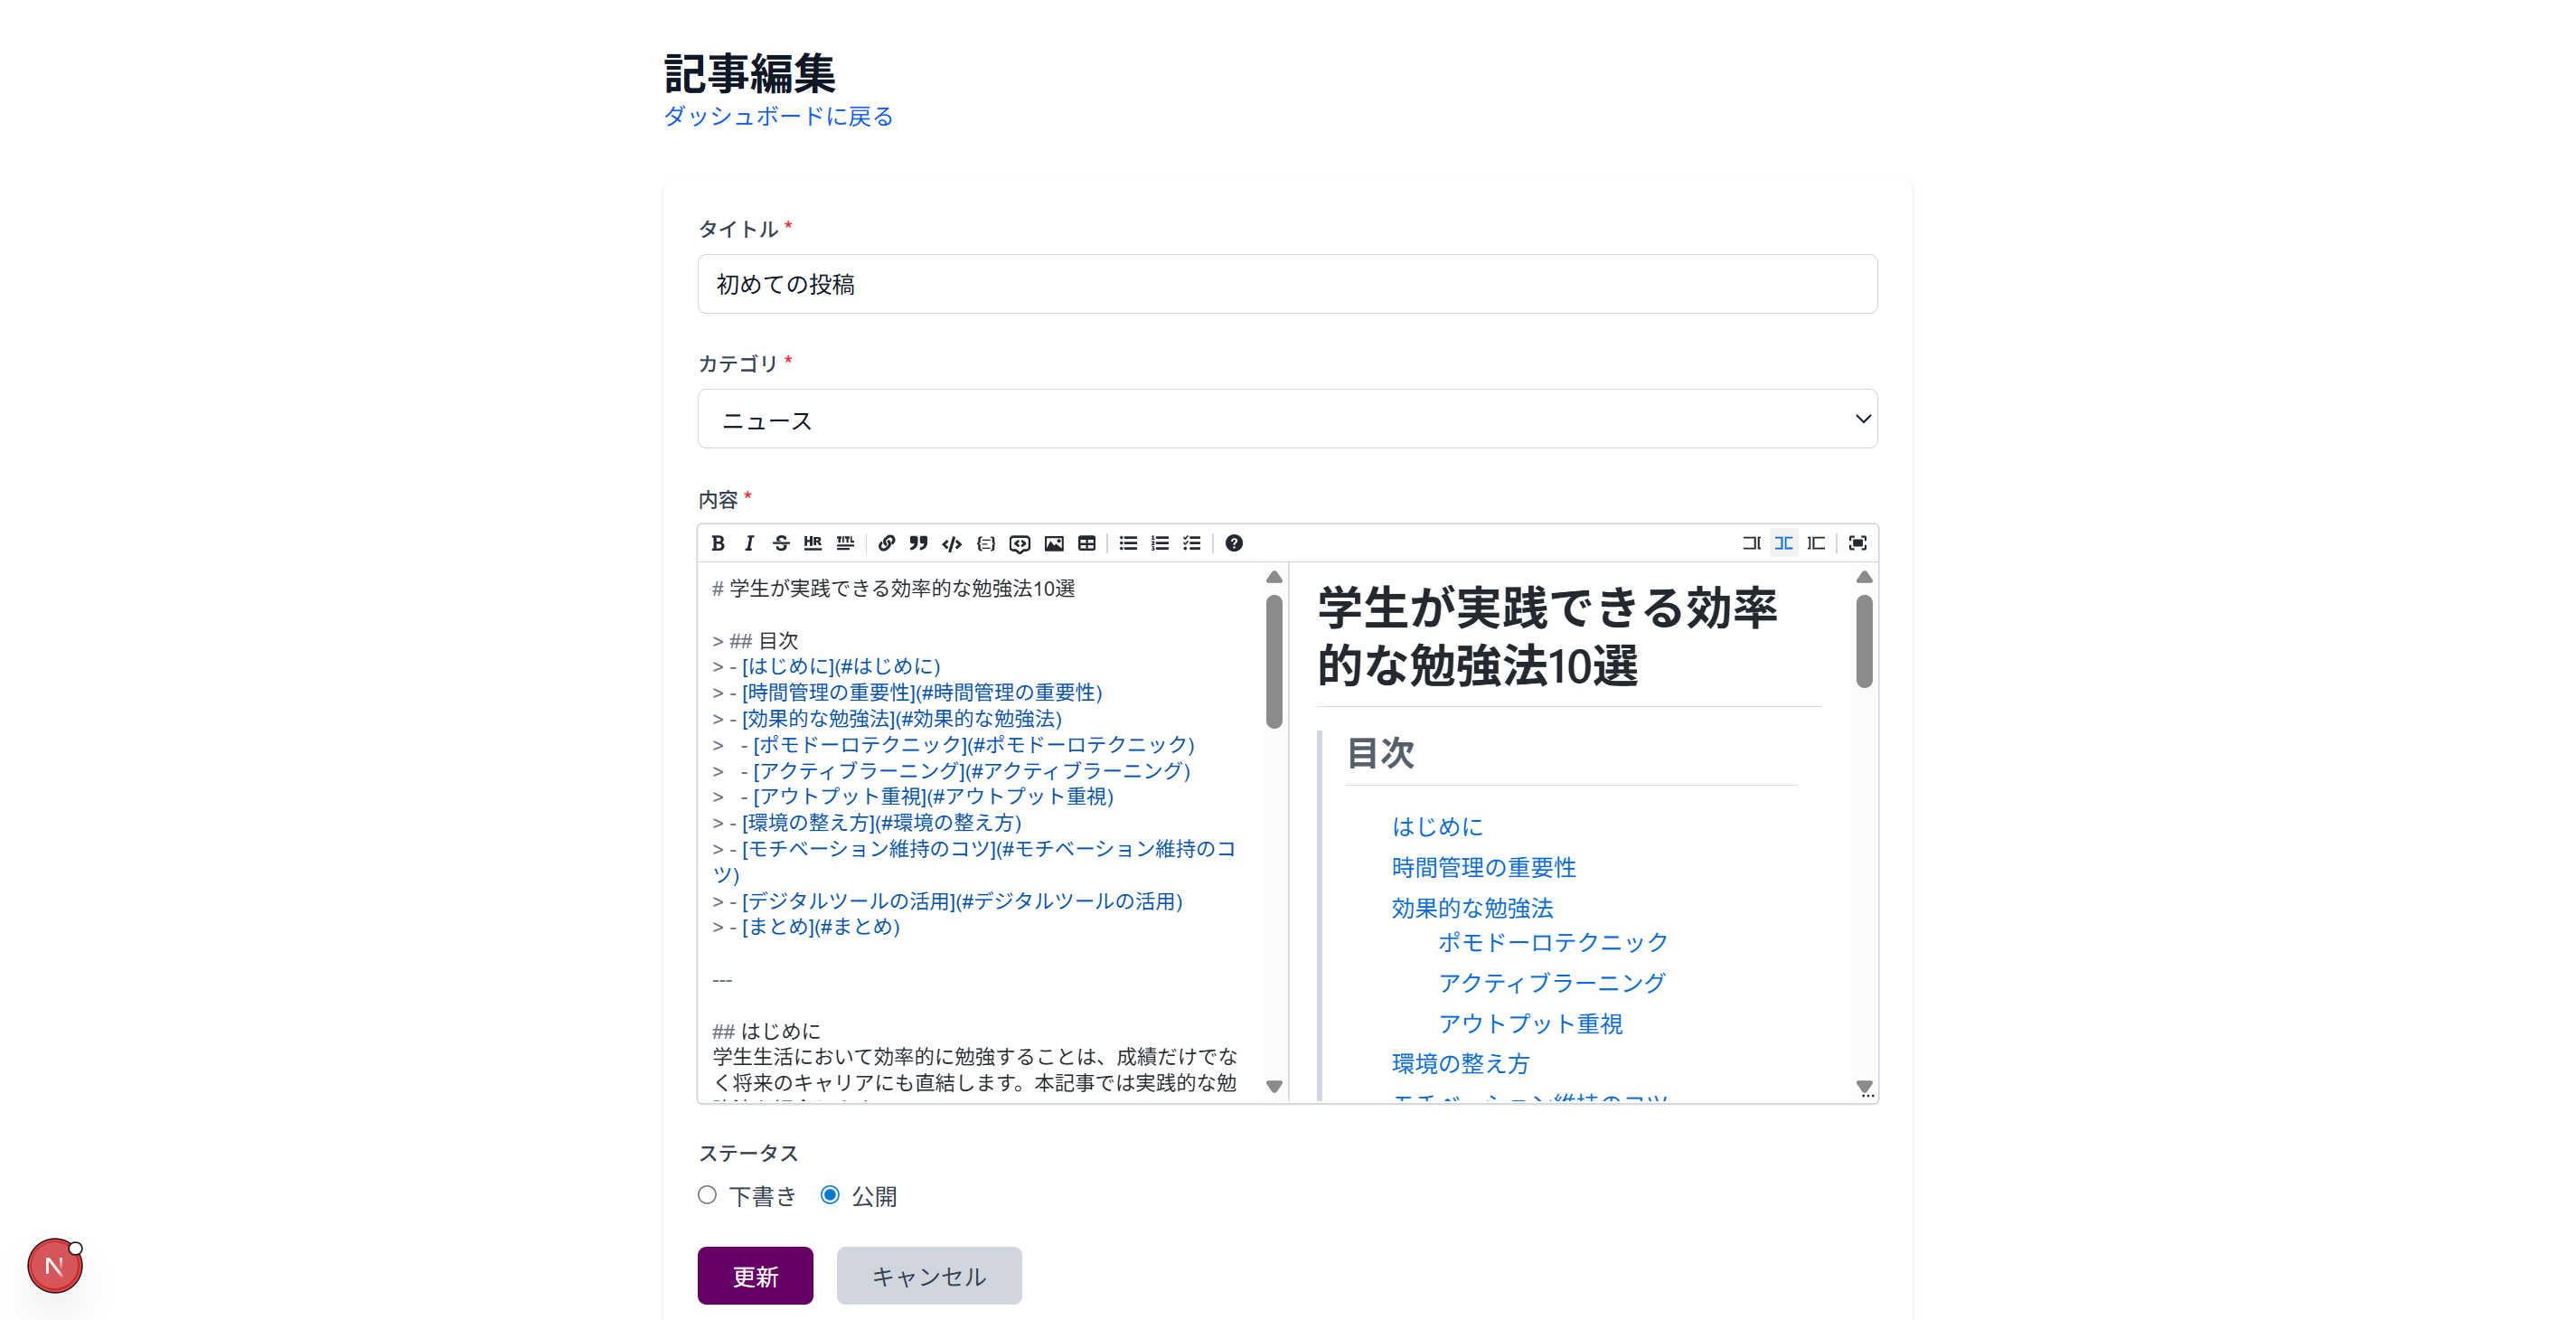 記事編集
ダッシュボードに戻る
タイトル *
初めての投稿
カテゴリ *
ニュース
内容 *
B I S HR TITL
# 学生が実践できる効率的な勉強法10選
> ## 目次
> - [はじめに](#はじめに)
> - [時間管理の重要性](#時間管理の重要性)
> - [効果的な勉強法](#効果的な勉強法)
>   - [ポモドーロテクニック](#ポモドーロテクニック)
>   - [アクティブラーニング](#アクティブラーニング)
>   - [アウトプット重視](#アウトプット重視)
> - [環境の整え方](#環境の整え方)
> - [モチベーション維持のコツ](#モチベーション維持のコ
ツ)
> - [デジタルツールの活用](#デジタルツールの活用)
> - [まとめ](#まとめ)
---
## はじめに
学生生活において効率的に勉強することは、成績だけでな
く将来のキャリアにも直結します。本記事では実践的な勉
学生が実践できる効率
的な勉強法10選
目次
はじめに
時間管理の重要性
効果的な勉強法
ポモドーロテクニック
アクティブラーニング
アウトプット重視
環境の整え方
モチベーション維持のコツ
ステータス
下書き 公開
更新 キャンセル
N